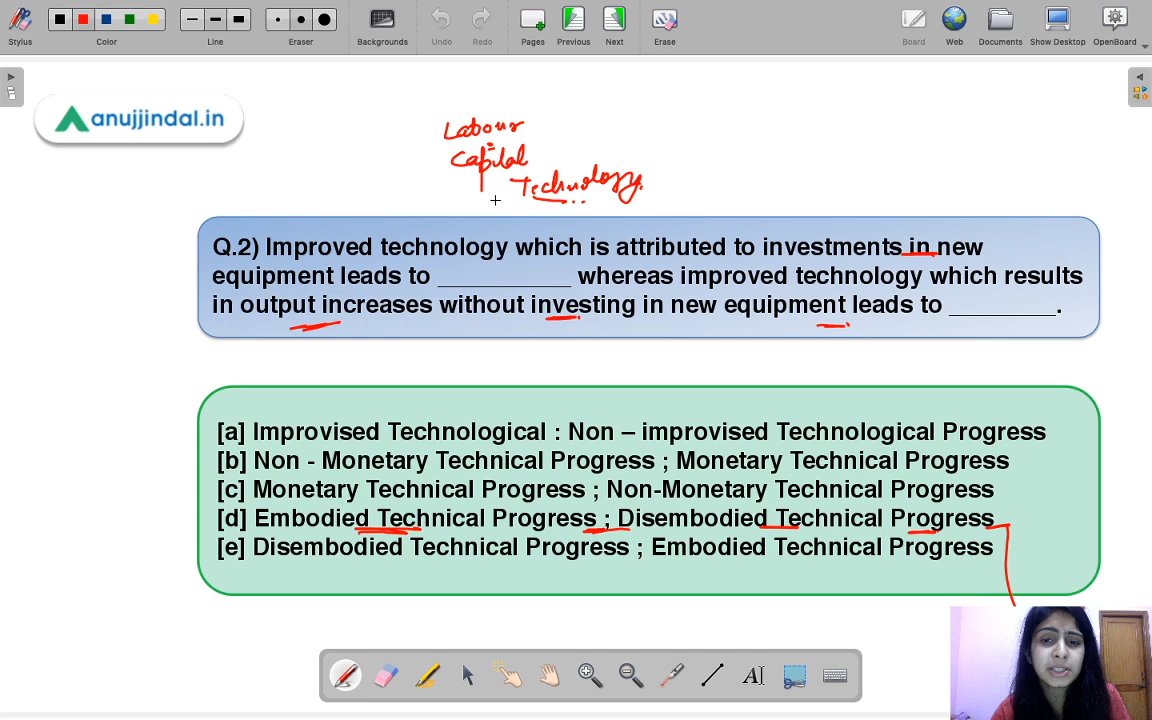 Stylus
Color
Line
Eraser
Backgrounds
Undo
Redo
Pages
Previous
Next
Erase
Board
Web
Documents
Show Desktop
OpenBoard
anujjindal.in
Labour
Capital
Technology
Q.2) Improved technology which is attributed to investments in new
equipment leads to __________ whereas improved technology which results
in output increases without investing in new equipment leads to ________.
[a] Improvised Technological : Non – improvised Technological Progress
[b] Non - Monetary Technical Progress ; Monetary Technical Progress
[c] Monetary Technical Progress ; Non-Monetary Technical Progress
[d] Embodied Technical Progress ; Disembodied Technical Progress
[e] Disembodied Technical Progress ; Embodied Technical Progress